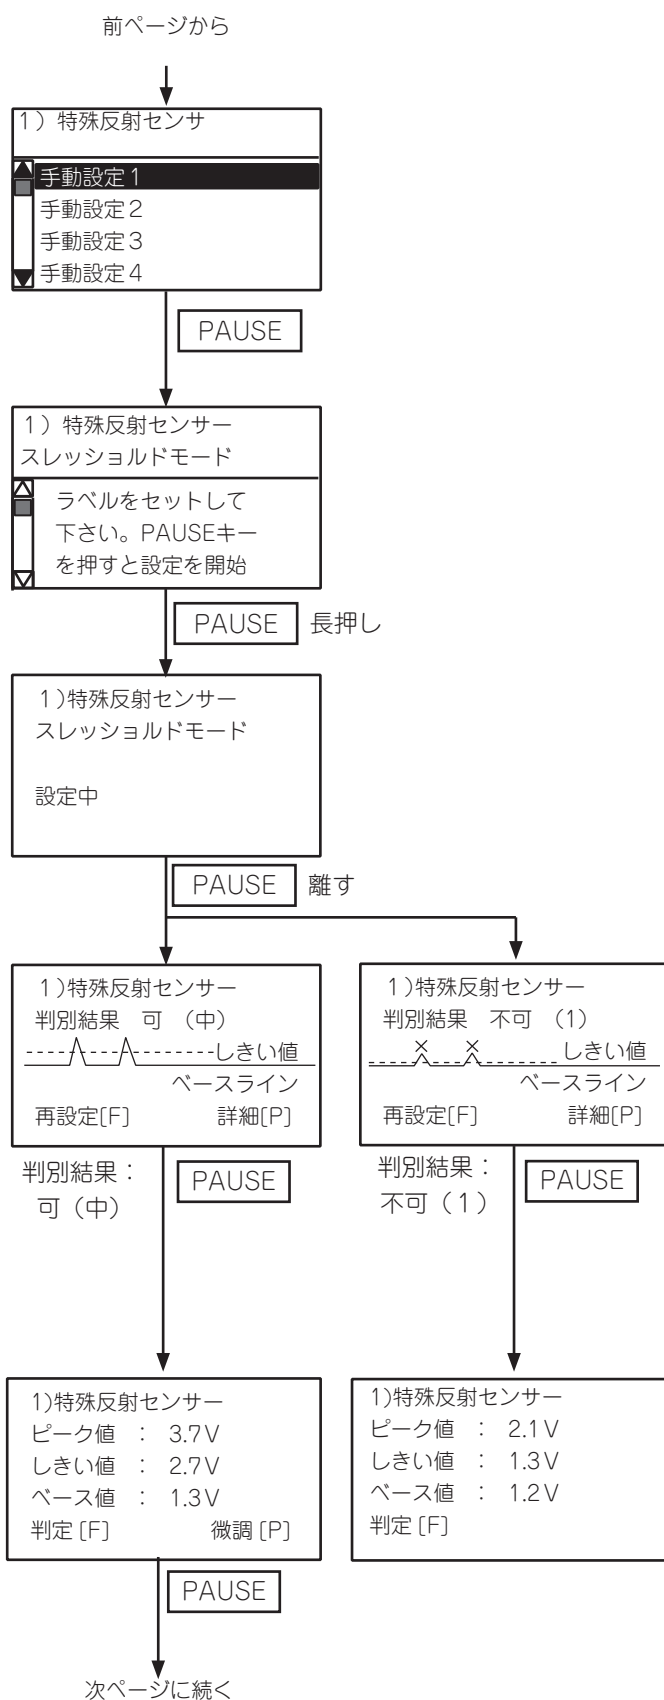 前ページから
1）特殊反射センサ
手動設定1
手動設定2
手動設定3
手動設定4
PAUSE
1）特殊反射センサー
スレッショルドモード
ラベルをセットして
下さい。PAUSEキー
を押すと設定を開始
PAUSE 長押し
1)特殊反射センサー
スレッショルドモード
設定中
PAUSE 離す
1)特殊反射センサー
判別結果 可 （中）
しきい値
ベースライン
再設定[F] 詳細[P]
判別結果：
可（中）
PAUSE
1)特殊反射センサー
判別結果 不可 （1）
× ×
しきい値
ベースライン
再設定[F] 詳細[P]
判別結果：
不可（1）
PAUSE
1)特殊反射センサー
ピーク値 ： 3.7V
しきい値 ： 2.7V
ベース値 ： 1.3V
判定 [F] 微調 [P]
PAUSE
1)特殊反射センサー
ピーク値 ： 2.1V
しきい値 ： 1.3V
ベース値 ： 1.2V
判定 [F]
次ページに続く